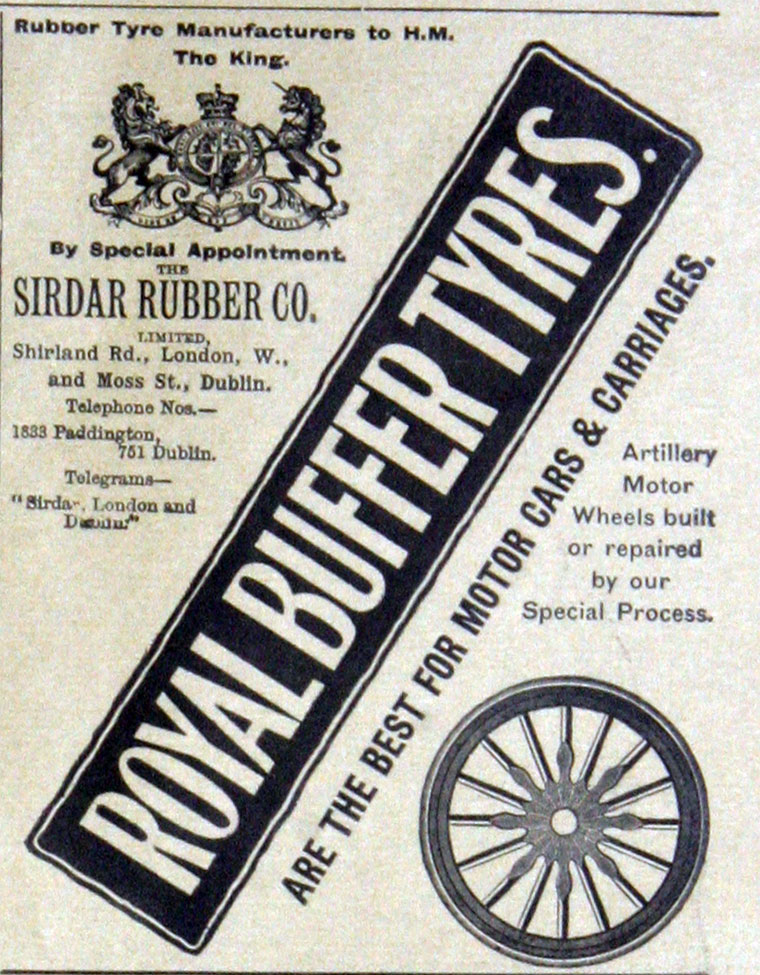 Rubber Tyre Manufacturers to H.M.
The King.
By Special Appointment.
THE
SIRDAR RUBBER CO.
LIMITED,
Shirland Rd., London, W.,
and Moss St., Dublin.
Telephone Nos.—
1833 Paddington,
751 Dublin.
Telegrams—
"Sirdar, London and
ROYAL BUFFER TYRES.
ARE THE BEST FOR MOTOR CARS & CARRIAGES.
Artillery
Motor
Wheels built
or repaired
by our
Special Process.